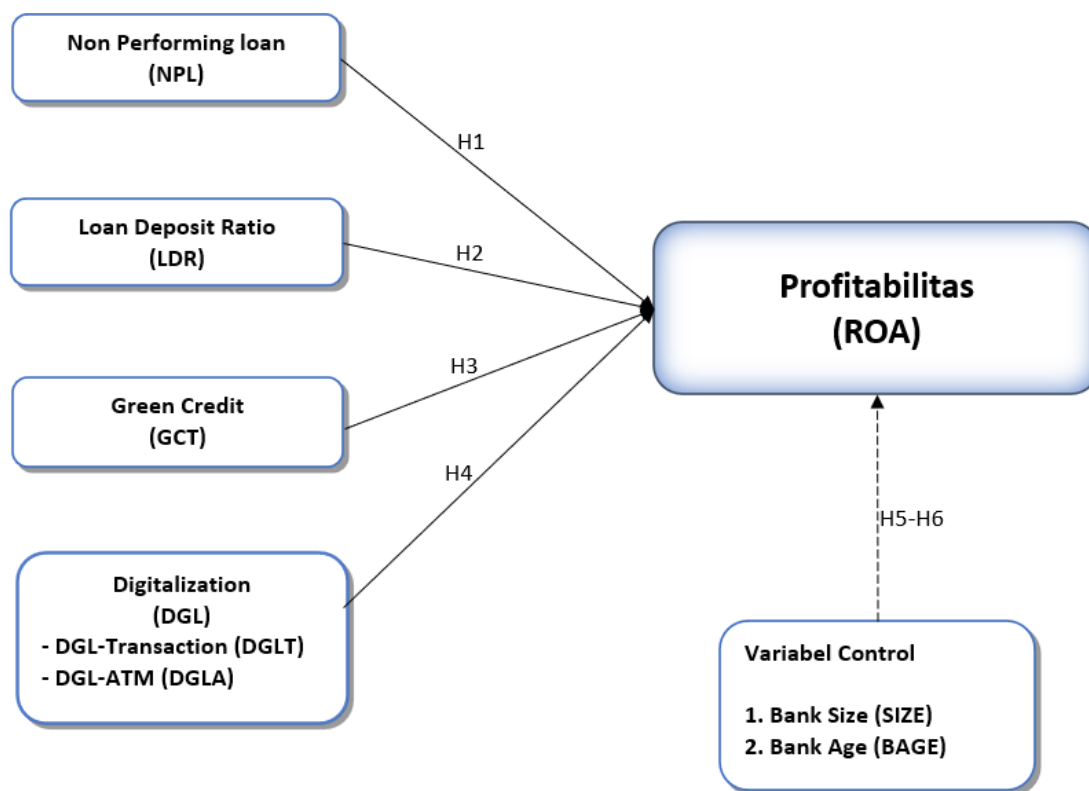 Non Performing loan
(NPL)
H1
Loan Deposit Ratio
(LDR)
H2
Profitabilitas
(ROA)
H3
Green Credit
(GCT)
H4
H5-H6
Digitalization
(DGL)
- DGL-Transaction (DGLT)
- DGL-ATM (DGLA)
Variabel Control
1. Bank Size (SIZE)
2. Bank Age (BAGE)